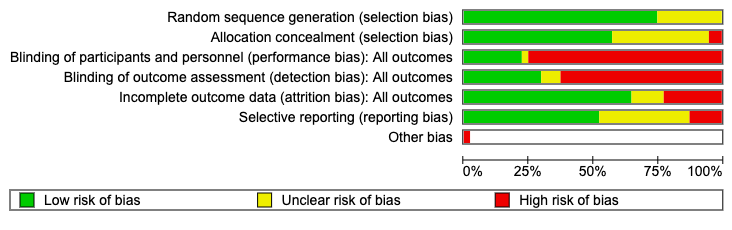 Random sequence generation (selection bias)
Allocation concealment (selection bias)
Blinding of participants and personnel (performance bias): All outcomes
Blinding of outcome assessment (detection bias): All outcomes
Incomplete outcome data (attrition bias): All outcomes
Selective reporting (reporting bias)
Other bias
0% 25% 50% 75% 100%
Low risk of bias Unclear risk of bias High risk of bias